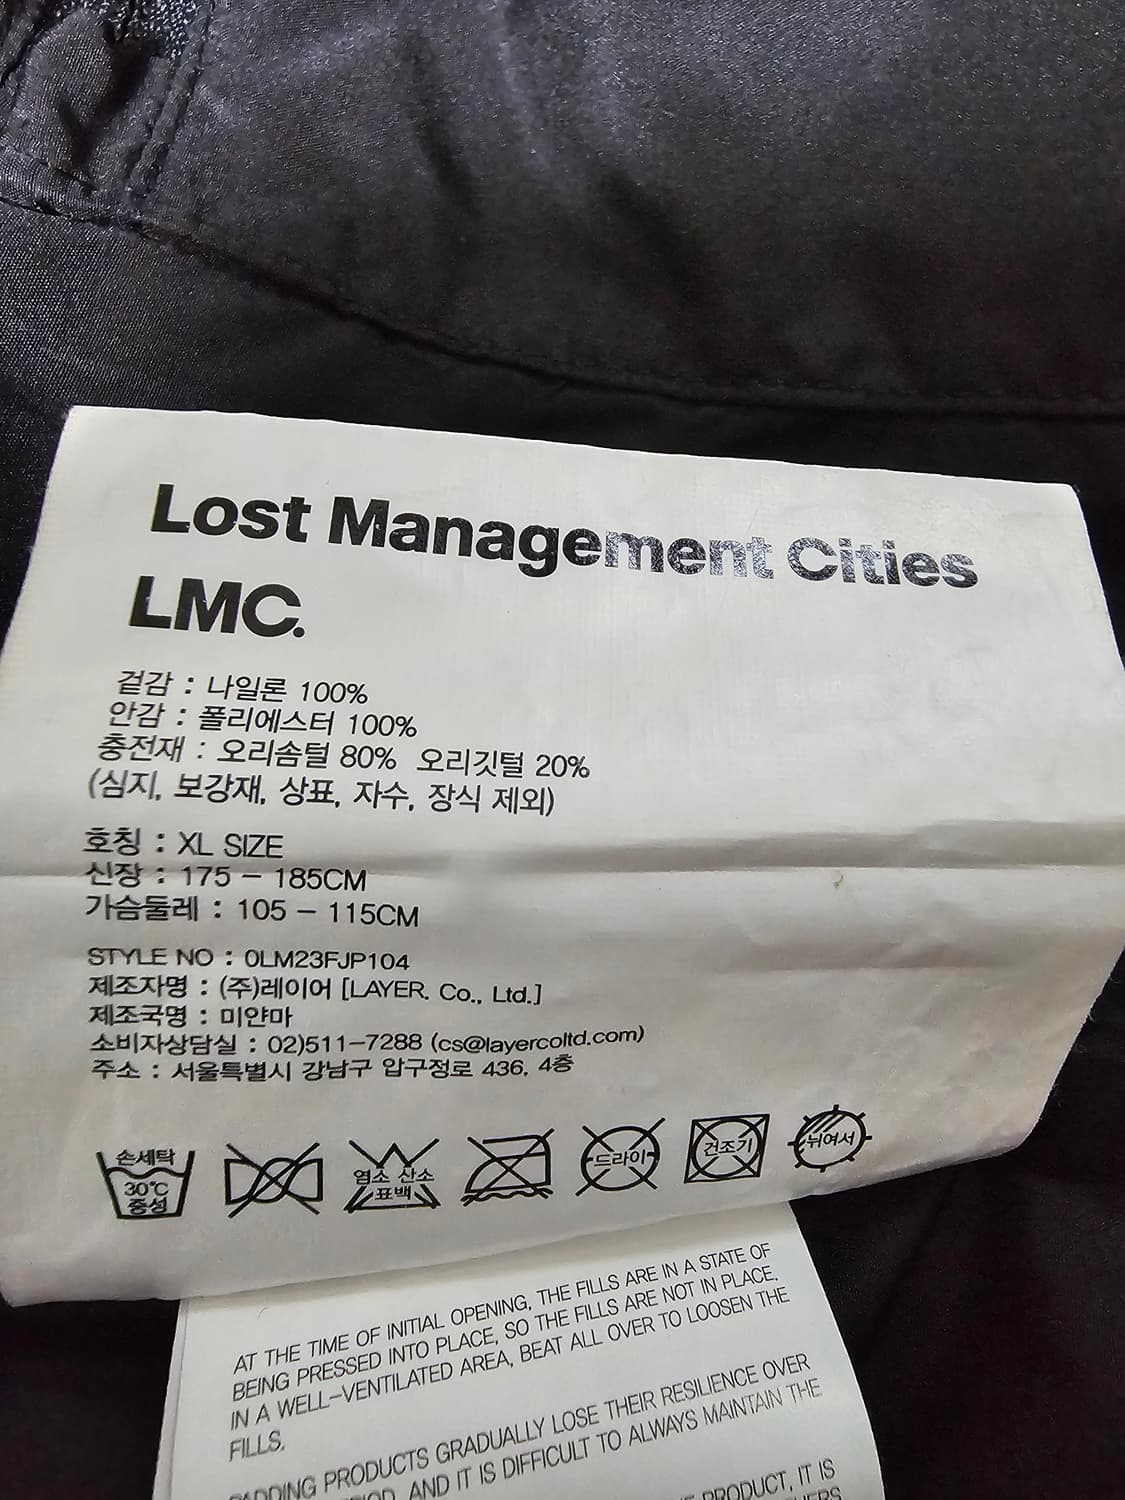 Lost Management Cities
LMC.
겉감 : 나일론 100%
안감 : 폴리에스터 100%
충전재 : 오리솜털 80% 오리깃털 20%
(심지, 보강재, 상표, 자수, 장식 제외)
호칭 : XL SIZE
신장 : 175 - 185CM
가슴둘레 : 105 - 115CM
STYLE NO : 0LM23FJP104
제조자명 : (주)레이어 [LAYER. Co., Ltd.]
제조국명 : 미얀마
소비자상담실 : 02)511-7288 (cs@layercoltd.com)
주소 : 서울특별시 강남구 압구정로 436, 4층
손세탁
30℃
중성
염소 산소
표백
드라이
건조기
뉘여서
AT THE TIME OF INITIAL OPENING, THE FILLS ARE IN A STATE OF
BEING PRESSED INTO PLACE, SO THE FILLS ARE NOT IN PLACE.
IN A WELL-VENTILATED AREA, BEAT ALL OVER TO LOOSEN THE
FILLS.
PADDING PRODUCTS GRADUALLY LOSE THEIR RESILIENCE OVER
AND IT IS DIFFICULT TO ALWAYS MAINTAIN THE
PRODUCT, IT IS